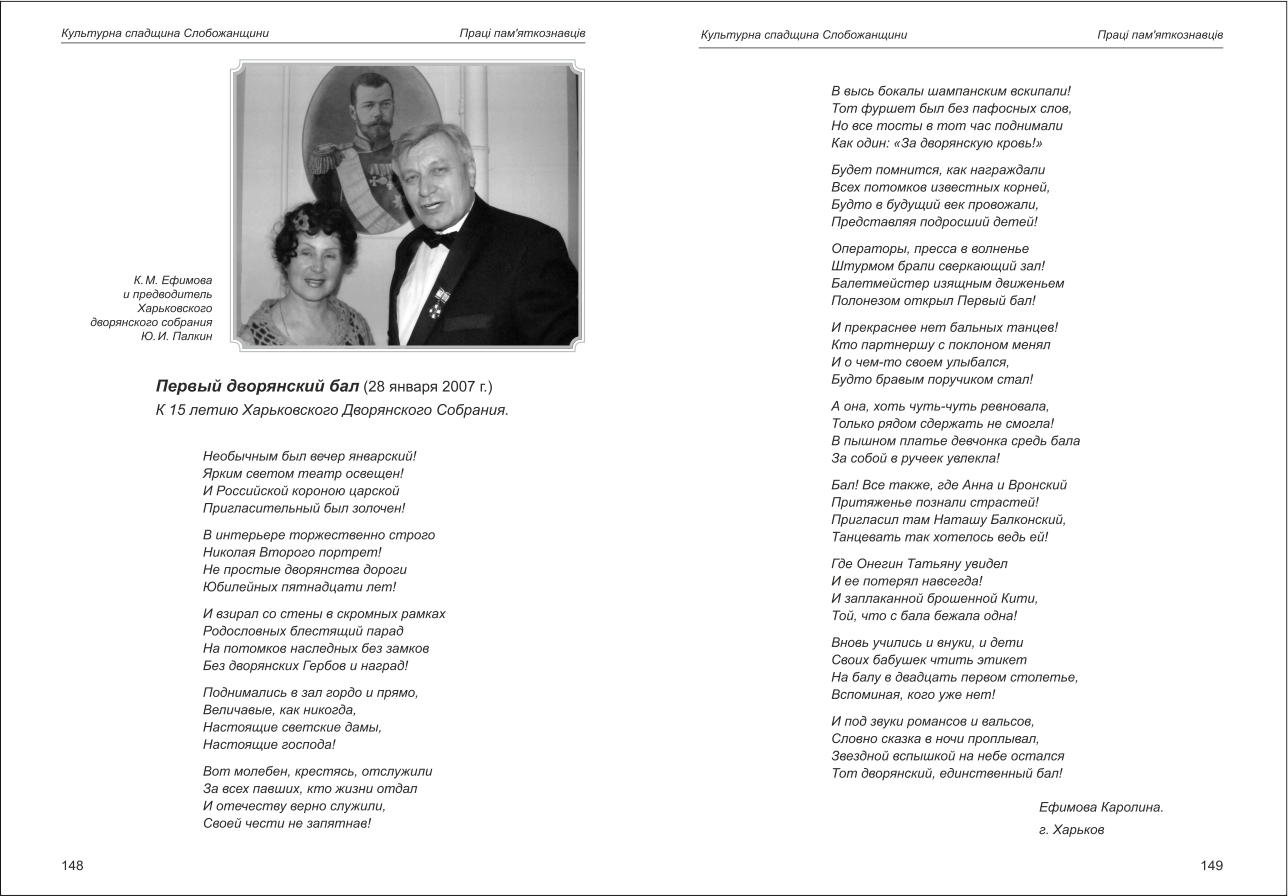 Культурна спадщина Слобожанщини Праці пам'яткознавців
К. М. Ефимова
и предводитель
Харьковского
дворянского собрания
Ю. И. Палкин
Первый дворянский бал (28 января 2007 г.)
К 15 летию Харьковского Дворянского Собрания.
Необычным был вечер январский!
Ярким светом театр освещен!
И Российской короною царской
Пригласительный был золочен!
В интерьере торжественно строго
Николая Второго портрет!
Не простые дворянства дороги
Юбилейных пятнадцати лет!
И взирал со стены в скромных рамках
Родословных блестящий парад
На потомков наследных без замков
Без дворянских Гербов и наград!
Поднимались в зал гордо и прямо,
Величавые, как никогда,
Настоящие светские дамы,
Настоящие господа!
Вот молебен, крестясь, отслужили
За всех павших, кто жизни отдал
И отечеству верно служили,
Своей чести не запятнав!
148
Культурна спадщина Слобожанщини Праці пам'яткознавців
В высь бокалы шампанским вскипали!
Тот фуршет был без пафосных слов,
Но все тосты в тот час поднимали
Как один: «За дворянскую кровь!»
Будет помнится, как награждали
Всех потомков известных корней,
Будто в будущий век провожали,
Представляя подросший детей!
Операторы, пресса в волненье
Штурмом брали сверкающий зал!
Балетмейстер изящным движеньем
Полонезом открыл Первый бал!
И прекраснее нет бальных танцев!
Кто партнершу с поклоном менял
И о чем-то своем улыбался,
Будто бравым поручиком стал!
А она, хоть чуть-чуть ревновала,
Только рядом сдержать не смогла!
В пышном платье девчонка средь бала
За собой в ручеек увлекла!
Бал! Все также, где Анна и Вронский
Притяженье познали страстей!
Пригласил там Наташу Балконский,
Танцевать так хотелось ведь ей!
Где Онегин Татьяну увидел
И ее потерял навсегда!
И заплаканной брошенной Кити,
Той, что с бала бежала одна!
Вновь учились и внуки, и дети
Своих бабушек чтить этикет
На балу в двадцать первом столетье,
Вспоминая, кого уже нет!
И под звуки романсов и вальсов,
Словно сказка в ночи проплывал,
Звездной вспышкой на небе остался
Тот дворянский, единственный бал!
Ефимова Каролина.
г. Харьков
149